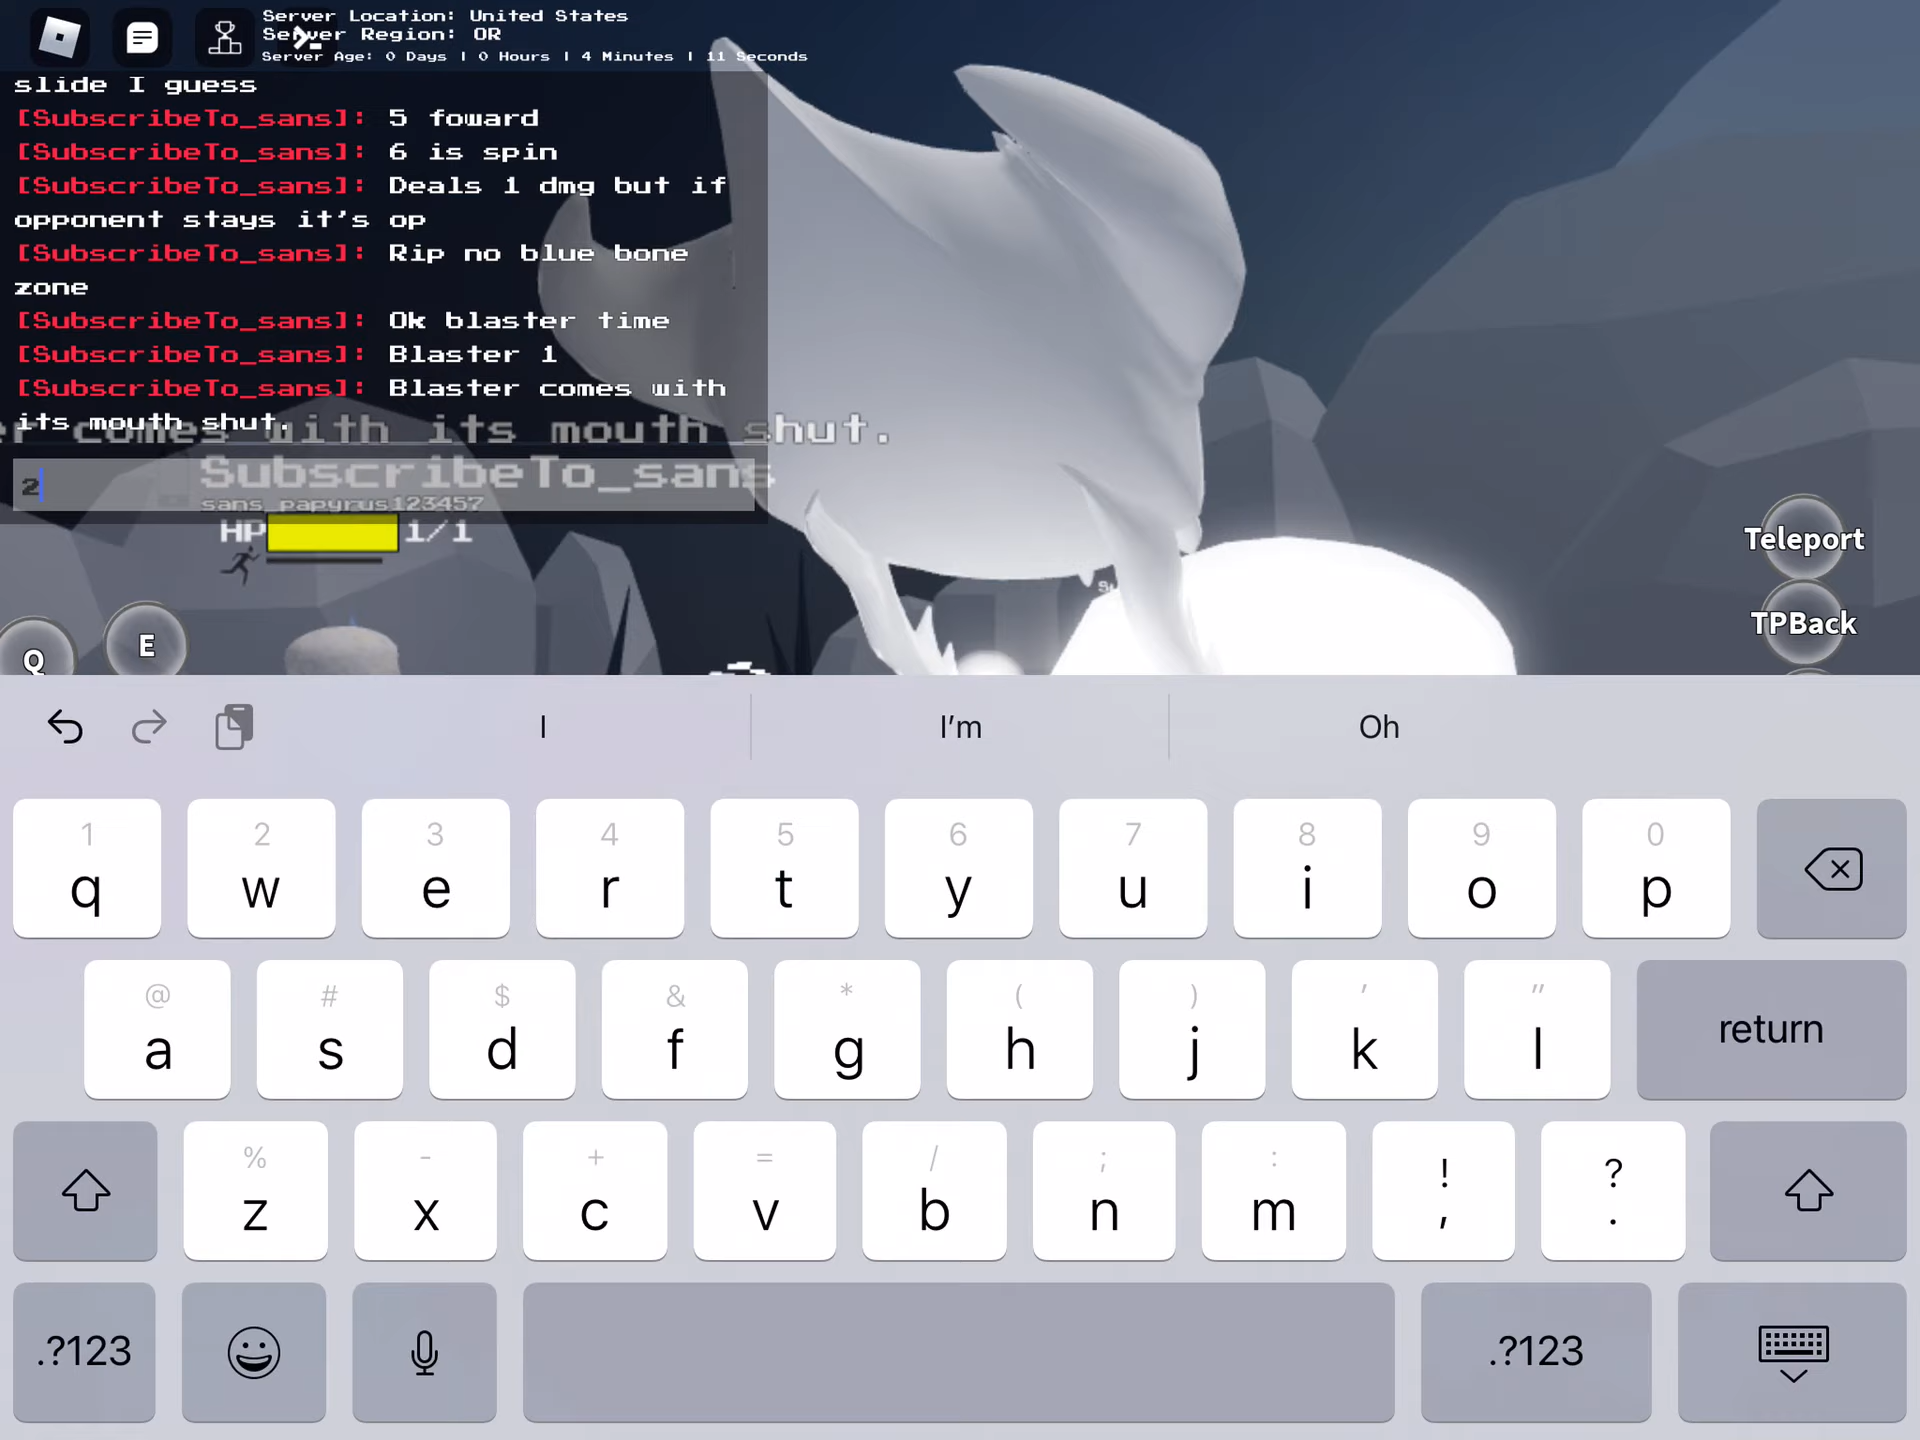 Server Location: United States
Server Region: OR
Server Age: 0 Days | 0 Hours | 4 Minutes | 11 Seconds
slide I guess
[SubscribeTo_sans]: 5 foward
[SubscribeTo_sans]: 6 is spin
[SubscribeTo_sans]: Deals 1 dmg but if
opponent stays it's op
[SubscribeTo_sans]: Rip no blue bone
zone
[SubscribeTo_sans]: Ok blaster time
[SubscribeTo_sans]: Blaster 1
[SubscribeTo_sans]: Blaster comes with
its mouth shut.
er comes with its mouth shut.
2
SubscribeTo_sans
sans_papyrus123457
HP 1/1
Teleport
TPBack
Q E
I I'm Oh
1 2 3 4 5 6 7 8 9 0
q w e r t y u i o p
@ # $ & * ( ) ' "
a s d f g h j k l return
% - + = / ; : ! ?
z x c v b n m , .
.?123 .?123